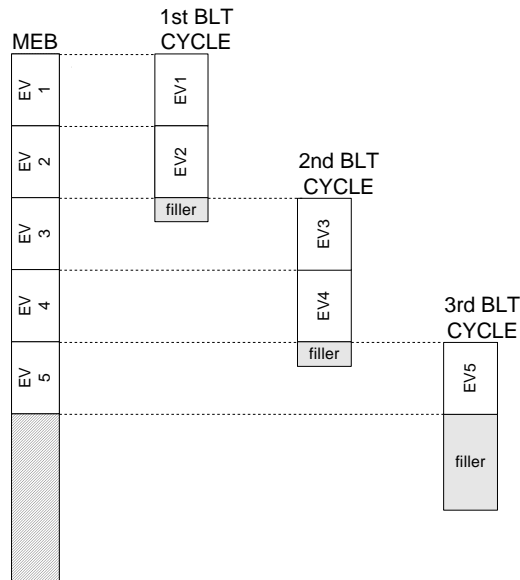 1st BLT
CYCLE
MEB
EV 1
EV1
EV 2
EV2
filler
2nd BLT
CYCLE
EV 3
EV3
EV 4
EV4
filler
3rd BLT
CYCLE
EV 5
EV5
filler